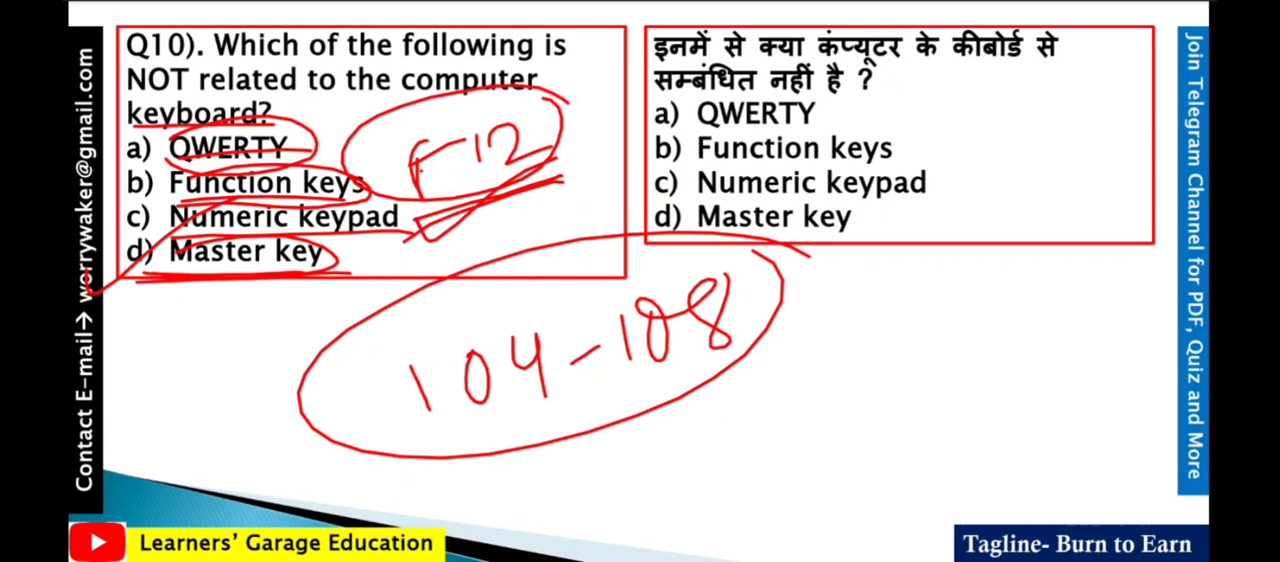 Contact E-mail→ worrywaker@gmail.com
Q10). Which of the following is
NOT related to the computer
keyboard?
a) QWERTY
b) Function keys
c) Numeric keypad
d) Master key
F12
104-108
इनमें से क्या कंप्यूटर के कीबोर्ड से
सम्बंधित नहीं है ?
a) QWERTY
b) Function keys
c) Numeric keypad
d) Master key
Join Telegram Channel for PDF, Quiz and More
Learners' Garage Education
Tagline- Burn to Earn